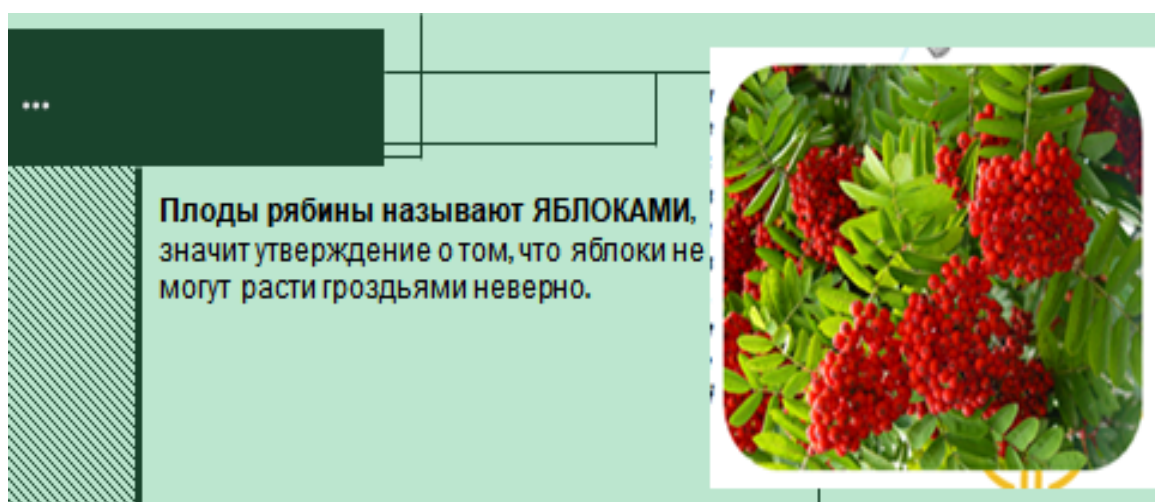 ...
Плоды рябины называют ЯБЛОКАМИ,
значит утверждение о том, что яблоки не
могут расти гроздьями неверно.